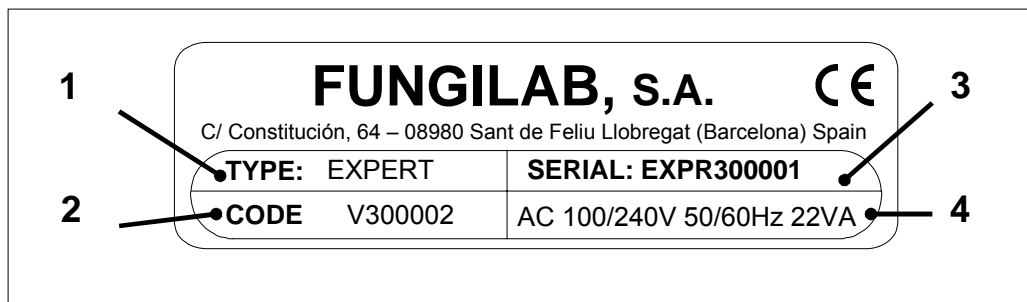 FUNGILAB, S.A. CE
C/ Constitución, 64 – 08980 Sant de Feliu Llobregat (Barcelona) Spain
1 TYPE: EXPERT SERIAL: EXPR300001 3
2 CODE V300002 AC 100/240V 50/60Hz 22VA 4